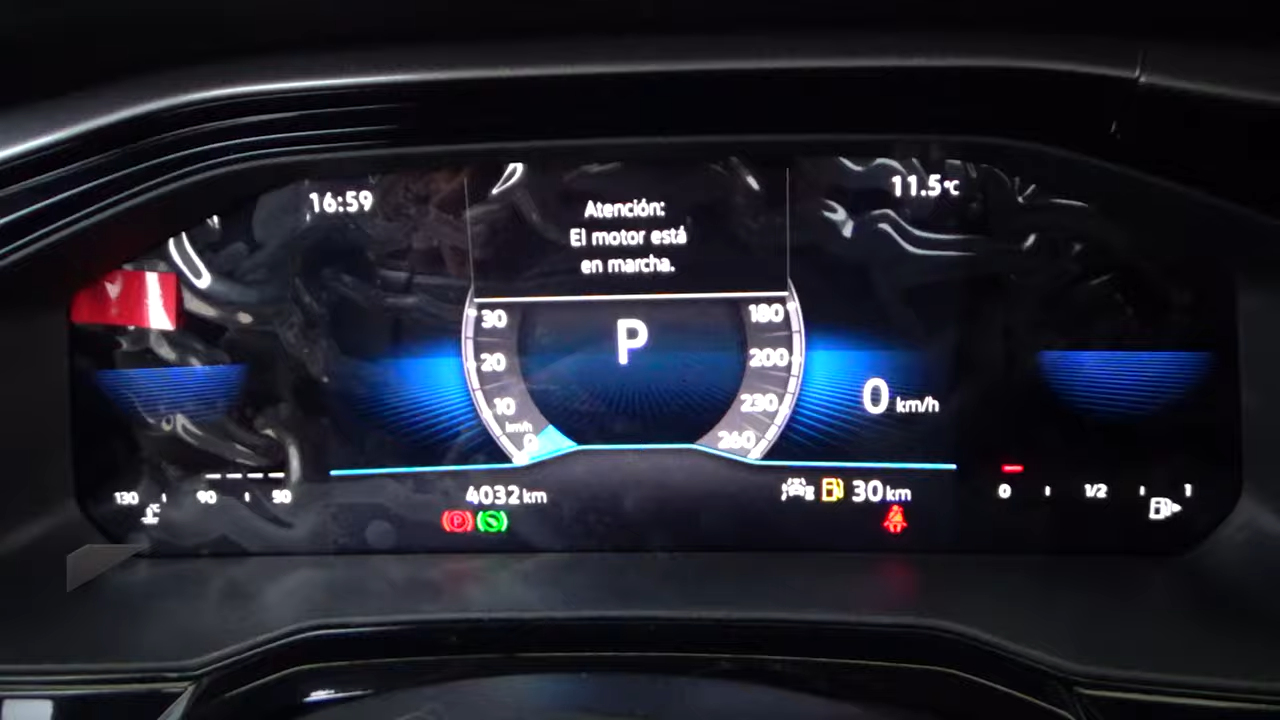 16:59
11.5°C
Atención:
El motor está
en marcha.
30
20
10
km/h
0
P
180
200
230
260
0 km/h
130 90 50
°C
4032 km
30 km
P
0 1/2 1